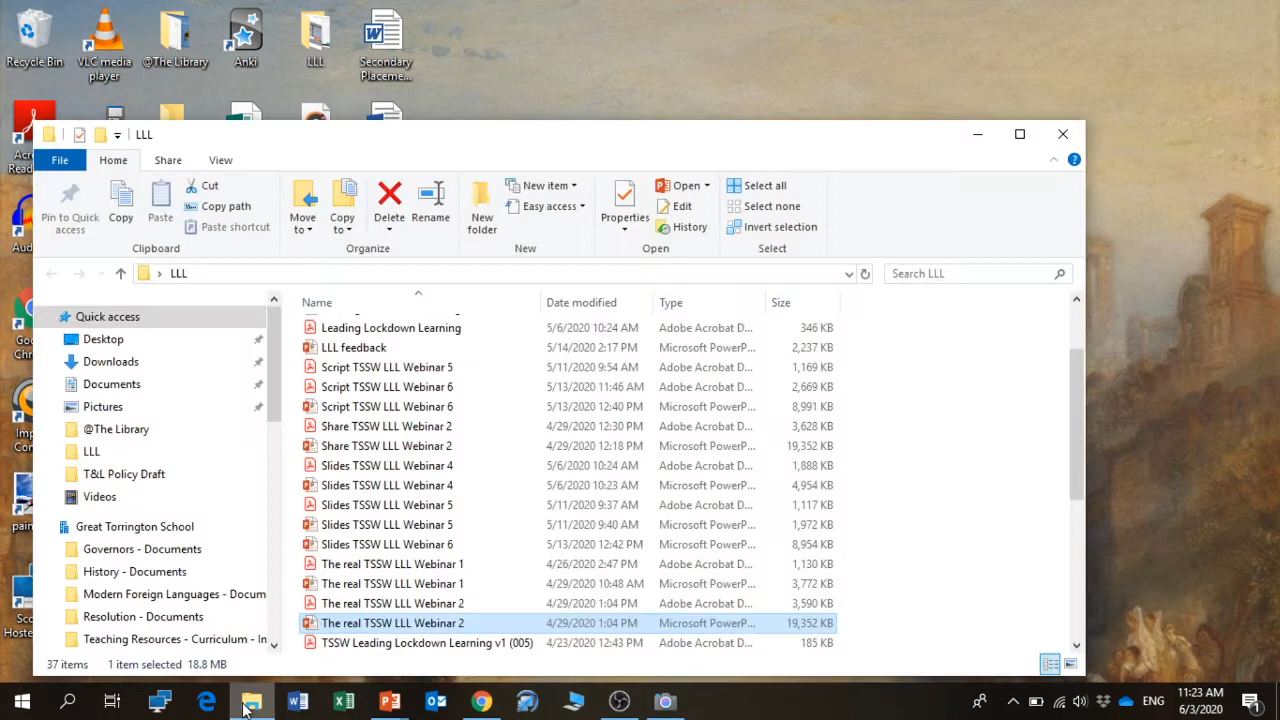 Recycle Bin
VLC media player
@The Library
Anki
LLL
Secondary Placeme...
LLL
File
Home
Share
View
Pin to Quick access
Copy
Paste
Cut
Copy path
Paste shortcut
Clipboard
Move to
Copy to
Delete
Rename
Organize
New folder
New item
Easy access
New
Properties
Open
Edit
History
Open
Select all
Select none
Invert selection
Select
LLL
Search LLL
Quick access
Desktop
Downloads
Documents
Pictures
@The Library
LLL
T&L Policy Draft
Videos
Great Torrington School
Governors - Documents
History - Documents
Modern Foreign Languages - Docum
Resolution - Documents
Teaching Resources - Curriculum - In
Name Date modified Type Size
Leading Lockdown Learning 5/6/2020 10:24 AM Adobe Acrobat D... 346 KB
LLL feedback 5/14/2020 2:17 PM Microsoft PowerP... 2,237 KB
Script TSSW LLL Webinar 5 5/11/2020 9:54 AM Adobe Acrobat D... 1,169 KB
Script TSSW LLL Webinar 6 5/13/2020 11:46 AM Adobe Acrobat D... 2,669 KB
Script TSSW LLL Webinar 6 5/13/2020 12:40 PM Microsoft PowerP... 8,991 KB
Share TSSW LLL Webinar 2 4/29/2020 12:30 PM Adobe Acrobat D... 3,628 KB
Share TSSW LLL Webinar 2 4/29/2020 12:18 PM Microsoft PowerP... 19,352 KB
Slides TSSW LLL Webinar 4 5/6/2020 10:24 AM Adobe Acrobat D... 1,888 KB
Slides TSSW LLL Webinar 4 5/6/2020 10:23 AM Microsoft PowerP... 4,954 KB
Slides TSSW LLL Webinar 5 5/11/2020 9:37 AM Adobe Acrobat D... 1,117 KB
Slides TSSW LLL Webinar 5 5/11/2020 9:40 AM Microsoft PowerP... 1,972 KB
Slides TSSW LLL Webinar 6 5/13/2020 12:42 PM Microsoft PowerP... 8,954 KB
The real TSSW LLL Webinar 1 4/26/2020 2:47 PM Adobe Acrobat D... 1,130 KB
The real TSSW LLL Webinar 1 4/29/2020 10:48 AM Microsoft PowerP... 3,772 KB
The real TSSW LLL Webinar 2 4/29/2020 1:04 PM Adobe Acrobat D... 3,590 KB
The real TSSW LLL Webinar 2 4/29/2020 1:04 PM Microsoft PowerP... 19,352 KB
TSSW Leading Lockdown Learning v1 (005) 4/23/2020 12:43 PM Adobe Acrobat D... 185 KB
37 items 1 item selected 18.8 MB
ENG
11:23 AM
6/3/2020